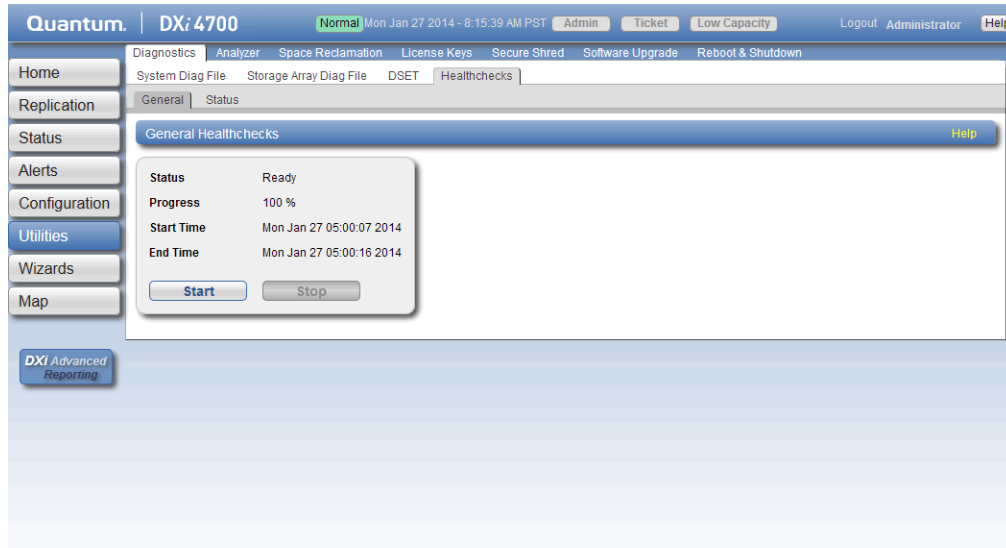 Quantum. DXi 4700 Normal Mon Jan 27 2014 - 8:15:39 AM PST Admin Ticket Low Capacity Logout Administrator Help
Diagnostics Analyzer Space Reclamation License Keys Secure Shred Software Upgrade Reboot & Shutdown
System Diag File Storage Array Diag File DSET Healthchecks
General Status
Home
Replication
Status
Alerts
Configuration
Utilities
Wizards
Map
DXi Advanced
Reporting
General Healthchecks Help
Status Ready
Progress 100 %
Start Time Mon Jan 27 05:00:07 2014
End Time Mon Jan 27 05:00:16 2014
Start Stop